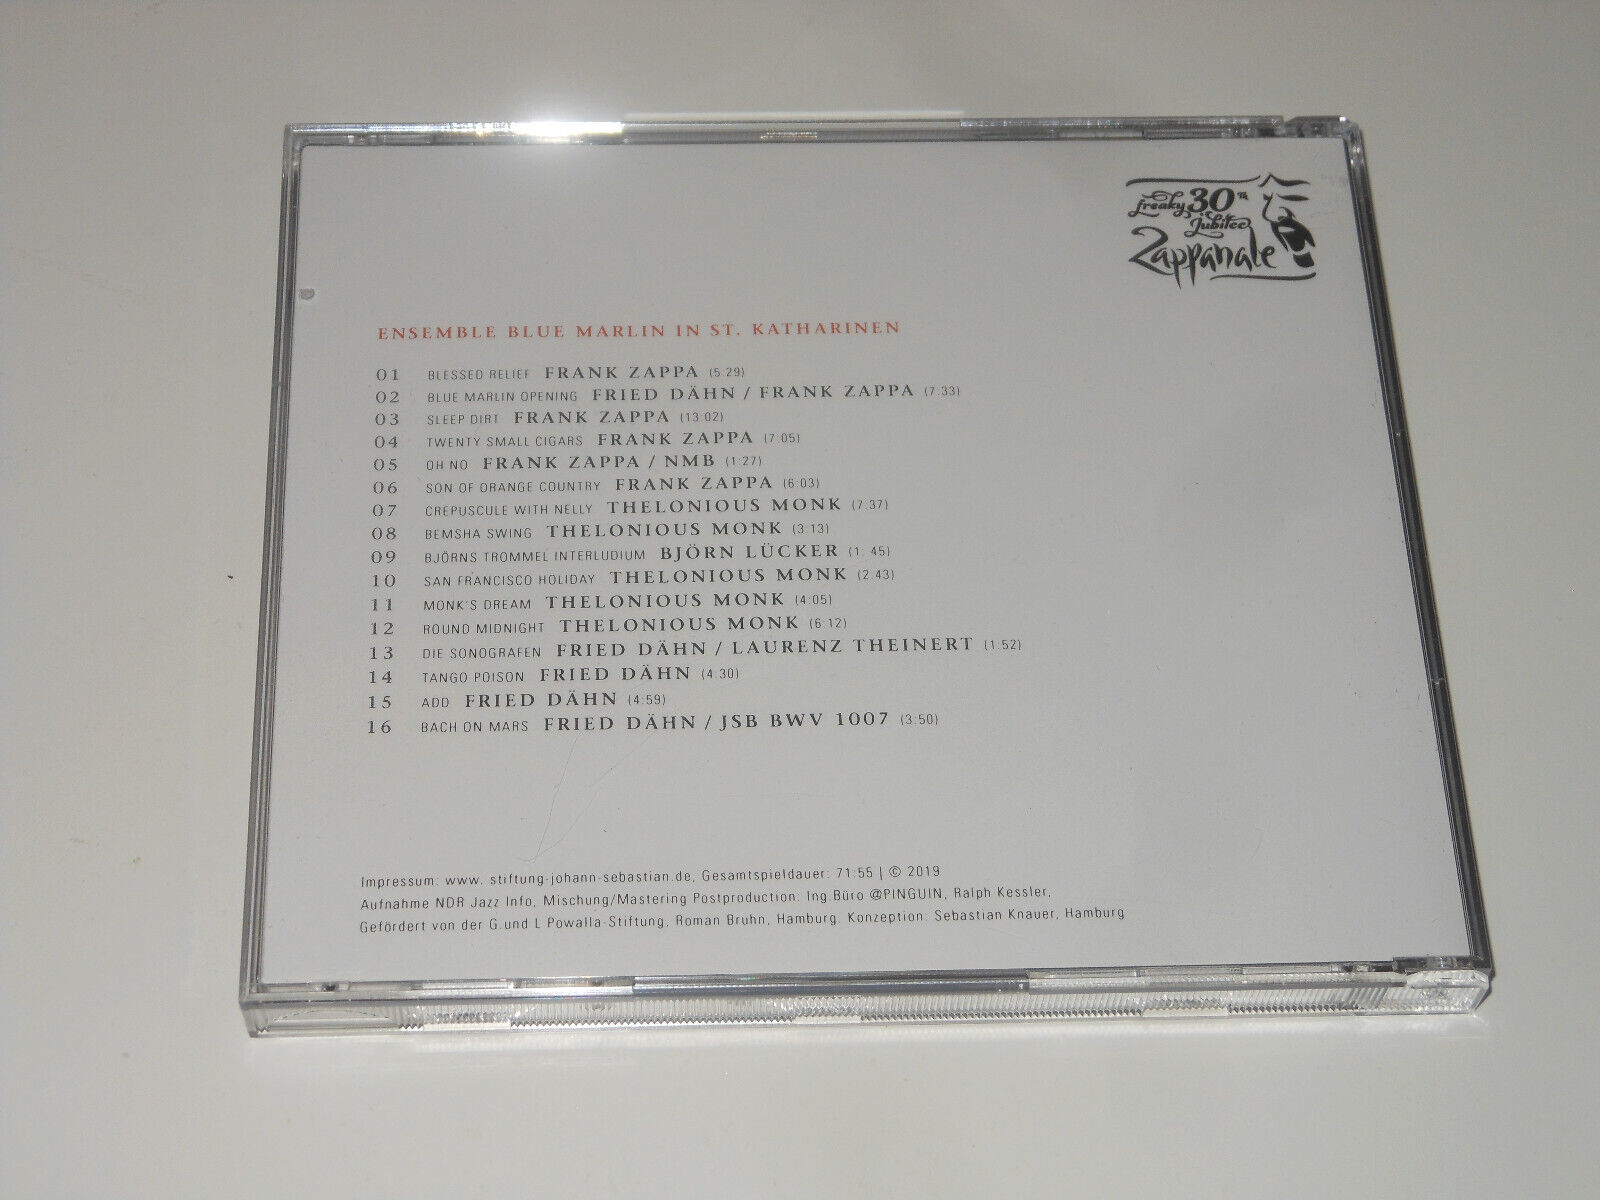 freaky 30th
Jubilee
Zappanale
ENSEMBLE BLUE MARLIN IN ST. KATHARINEN
01 BLESSED RELIEF FRANK ZAPPA (5:29)
02 BLUE MARLIN OPENING FRIED DÄHN / FRANK ZAPPA (7:33)
03 SLEEP DIRT FRANK ZAPPA (13:02)
04 TWENTY SMALL CIGARS FRANK ZAPPA (7:05)
05 OH NO FRANK ZAPPA / NMB (1:27)
06 SON OF ORANGE COUNTRY FRANK ZAPPA (6:03)
07 CREPUSCULE WITH NELLY THELONIOUS MONK (7:37)
08 BEMSHA SWING THELONIOUS MONK (3:13)
09 BJÖRNS TROMMEL INTERLUDIUM BJÖRN LÜCKER (1: 45)
10 SAN FRANCISCO HOLIDAY THELONIOUS MONK (2:43)
11 MONK'S DREAM THELONIOUS MONK (4:05)
12 ROUND MIDNIGHT THELONIOUS MONK (6:12)
13 DIE SONOGRAFEN FRIED DÄHN / LAURENZ THEINERT (1:52)
14 TANGO POISON FRIED DÄHN (4:30)
15 ADD FRIED DÄHN (4:59)
16 BACH ON MARS FRIED DÄHN / JSB BWV 1007 (3:50)
Impressum: www. stiftung-johann-sebastian.de, Gesamtspieldauer: 71:55 | © 2019
Aufnahme NDR Jazz Info, Mischung/Mastering Postproduction: Ing.Büro @PINGUIN, Ralph Kessler,
Gefördert von der G.und L Powalla-Stiftung, Roman Bruhn, Hamburg. Konzeption: Sebastian Knauer, Hamburg